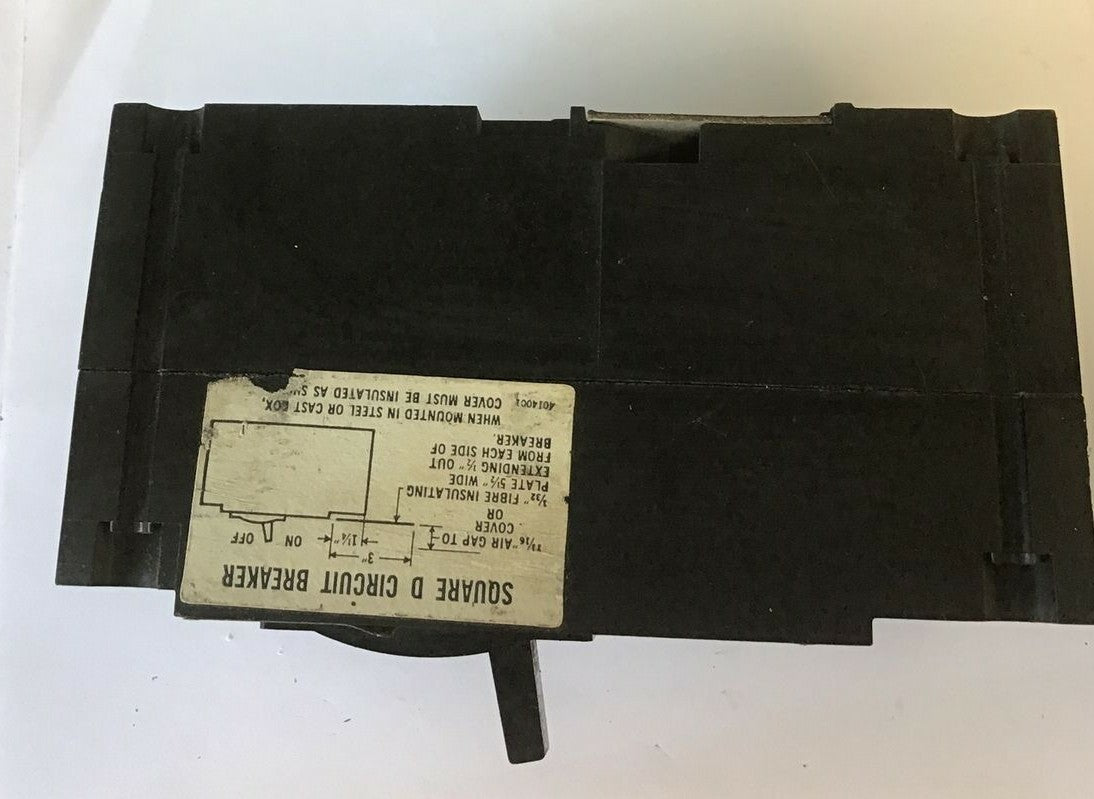 SQUARE D CIRCUIT BREAKER
3"
1¼"
ON OFF
11/16" AIR GAP TO
COVER
OR
3/32" FIBRE INSULATING
PLATE 5½" WIDE
EXTENDING ½" OUT
FROM EACH SIDE OF
BREAKER.
WHEN MOUNTED IN STEEL OR CAST BOX,
COVER MUST BE INSULATED AS
4014001